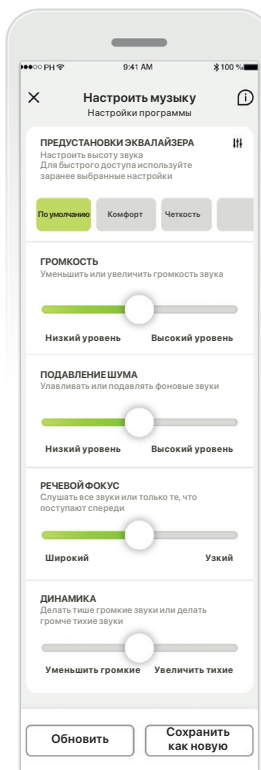 ●●●○○ PH 9:41 AM 100 %
Настроить музыку
Настройки программы
ПРЕДУСТАНОВКИ ЭКВАЛАЙЗЕРА
Настроить высоту звука
Для быстрого доступа используйте
заранее выбранные настройки
По умолчанию Комфорт Четкость
ГРОМКОСТЬ
Уменьшить или увеличить громкость звука
Низкий уровень Высокий уровень
ПОДАВЛЕНИЕ ШУМА
Улавливать или подавлять фоновые звуки
Низкий уровень Высокий уровень
РЕЧЕВОЙ ФОКУС
Слушать все звуки или только те, что
поступают спереди
Широкий Узкий
ДИНАМИКА
Делать тише громкие звуки или делать
громче тихие звуки
Уменьшить громкие Увеличить тихие
Обновить
Сохранить
как новую